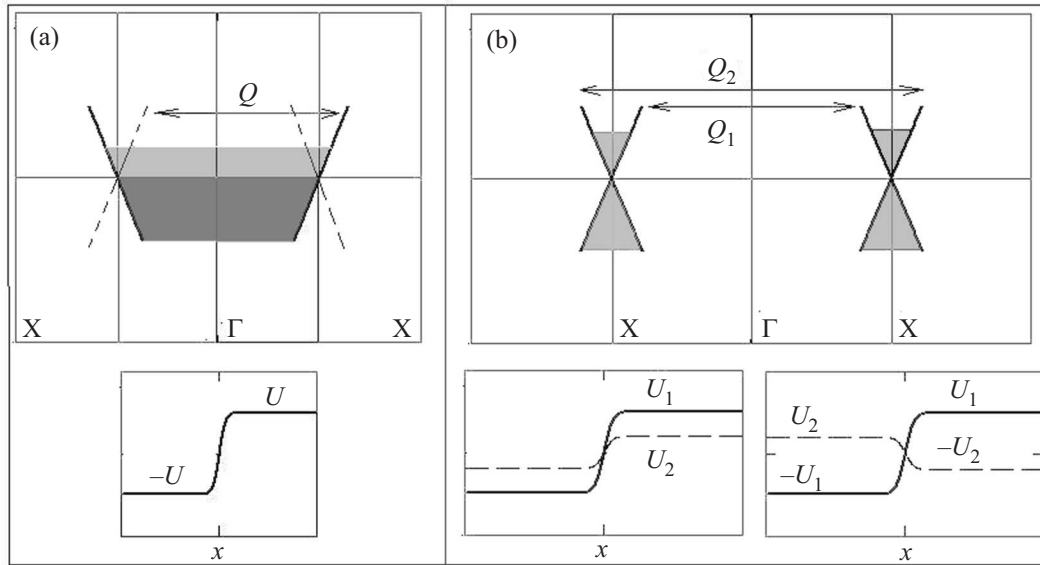 (a)
Q
X Γ X
U
−U
x
(b)
Q₂
Q₁
X Γ X
U₁
U₂
x
U₂
U₁
−U₁
−U₂
x